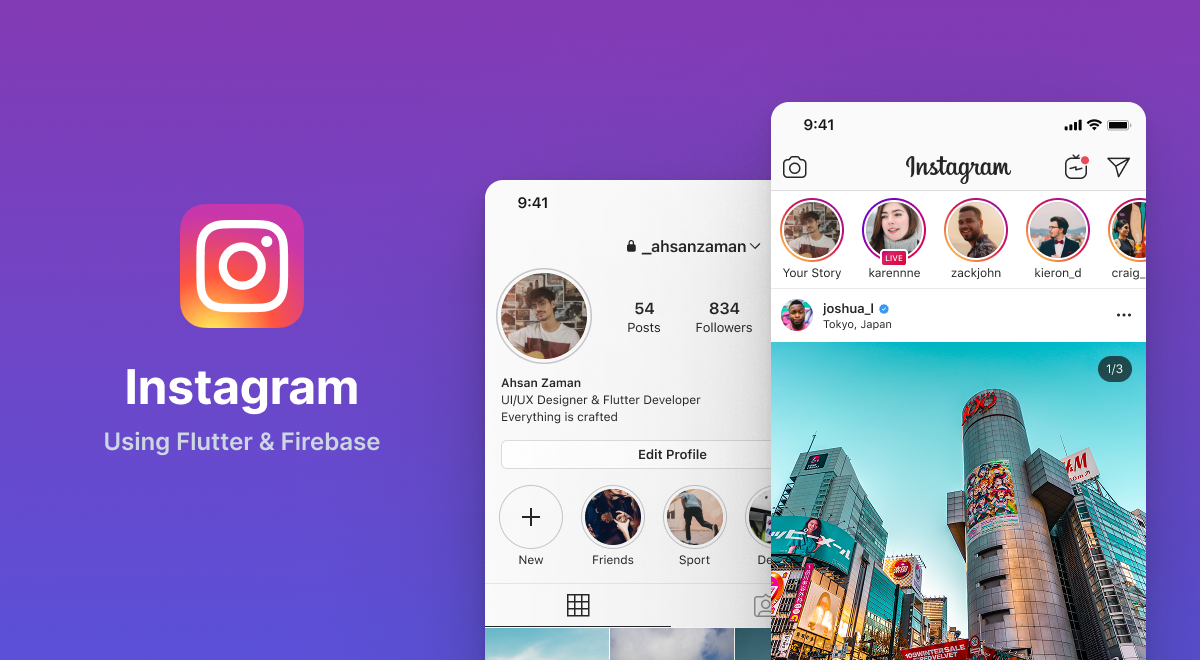 Instagram
Using Flutter & Firebase
9:41
_ahsanzaman
54
Posts
834
Followers
Ahsan Zaman
UI/UX Designer & Flutter Developer
Everything is crafted
Edit Profile
New
Friends
Sport
De
9:41
Instagram
LIVE
Your Story
karennne
zackjohn
kieron_d
craig_
joshua_l
Tokyo, Japan
1/3
H&M
109WINTERSALE